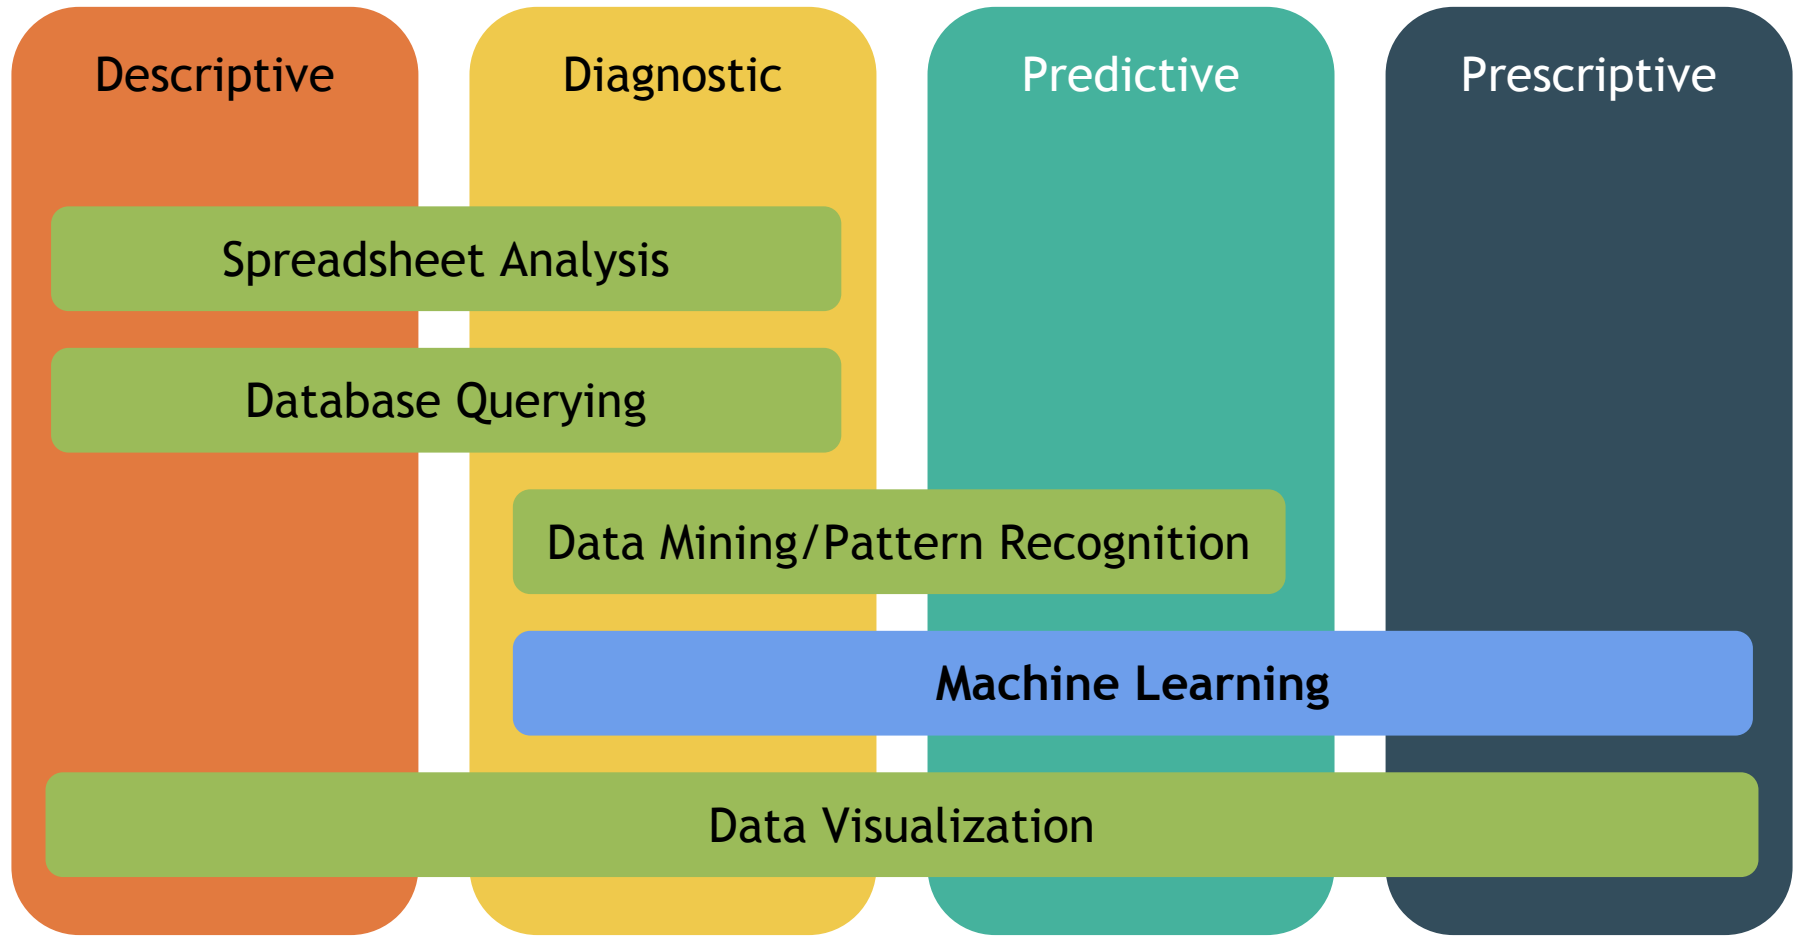 Descriptive
Diagnostic
Predictive
Prescriptive
Spreadsheet Analysis
Database Querying
Data Mining/Pattern Recognition
Machine Learning
Data Visualization